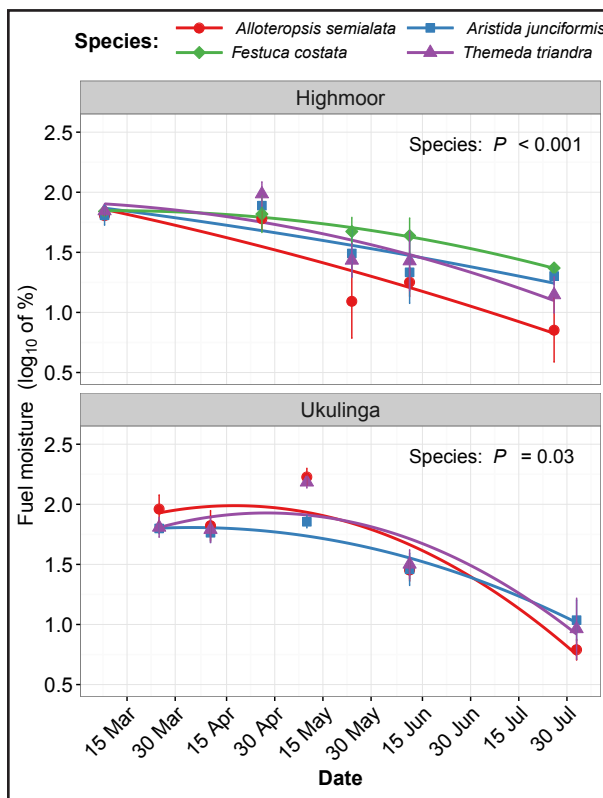 Species: Alloteropsis semialata Aristida junciformis
Festuca costata Themeda triandra
Highmoor
Species: P < 0.001
2.5
2.0
1.5
1.0
0.5
Ukulinga
Species: P = 0.03
2.5
2.0
1.5
1.0
0.5
Fuel moisture (log10 of %)
15 Mar
30 Mar
15 Apr
30 Apr
15 May
30 May
15 Jun
30 Jun
15 Jul
30 Jul
Date